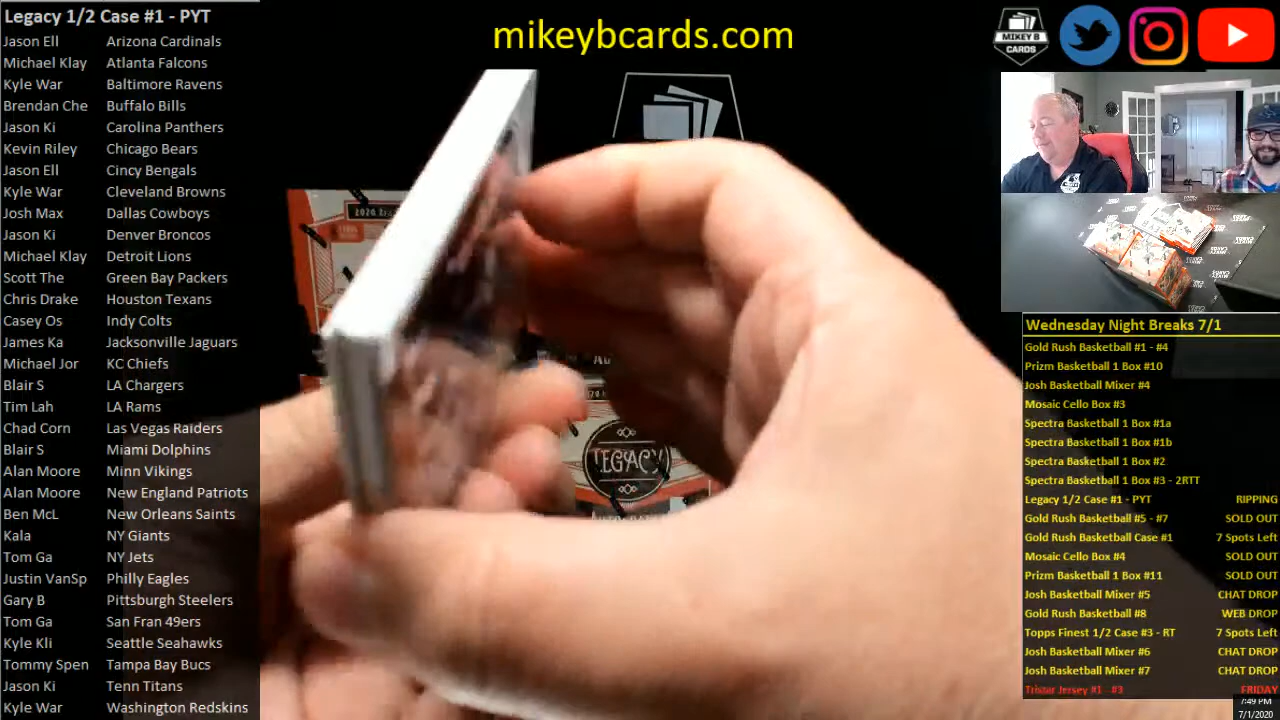 Legacy 1/2 Case #1 - PYT
Jason Ell Arizona Cardinals
Michael Klay Atlanta Falcons
Kyle War Baltimore Ravens
Brendan Che Buffalo Bills
Jason Ki Carolina Panthers
Kevin Riley Chicago Bears
Jason Ell Cincy Bengals
Kyle War Cleveland Browns
Josh Max Dallas Cowboys
Jason Ki Denver Broncos
Michael Klay Detroit Lions
Scott The Green Bay Packers
Chris Drake Houston Texans
Casey Os Indy Colts
James Ka Jacksonville Jaguars
Michael Jor KC Chiefs
Blair S LA Chargers
Tim Lah LA Rams
Chad Corn Las Vegas Raiders
Blair S Miami Dolphins
Alan Moore Minn Vikings
Alan Moore New England Patriots
Ben McL New Orleans Saints
Kala NY Giants
Tom Ga NY Jets
Justin VanSp Philly Eagles
Gary B Pittsburgh Steelers
Tom Ga San Fran 49ers
Kyle Kli Seattle Seahawks
Tommy Spen Tampa Bay Bucs
Jason Ki Tenn Titans
Kyle War Washington Redskins
mikeybcards.com
MIKEY B
CARDS
2020
LEGACY
Wednesday Night Breaks 7/1
Gold Rush Basketball #1 - #4
Prizm Basketball 1 Box #10
Josh Basketball Mixer #4
Mosaic Cello Box #3
Spectra Basketball 1 Box #1a
Spectra Basketball 1 Box #1b
Spectra Basketball 1 Box #2
Spectra Basketball 1 Box #3 - 2RTT
Legacy 1/2 Case #1 - PYT RIPPING
Gold Rush Basketball #5 - #7 SOLD OUT
Gold Rush Basketball Case #1 7 Spots Left
Mosaic Cello Box #4 SOLD OUT
Prizm Basketball 1 Box #11 SOLD OUT
Josh Basketball Mixer #5 CHAT DROP
Gold Rush Basketball #8 WEB DROP
Topps Finest 1/2 Case #3 - RT 7 Spots Left
Josh Basketball Mixer #6 CHAT DROP
Josh Basketball Mixer #7 CHAT DROP
Tristar Jersey #1 - #3 FRIDAY
7:49 PM
7/1/2020